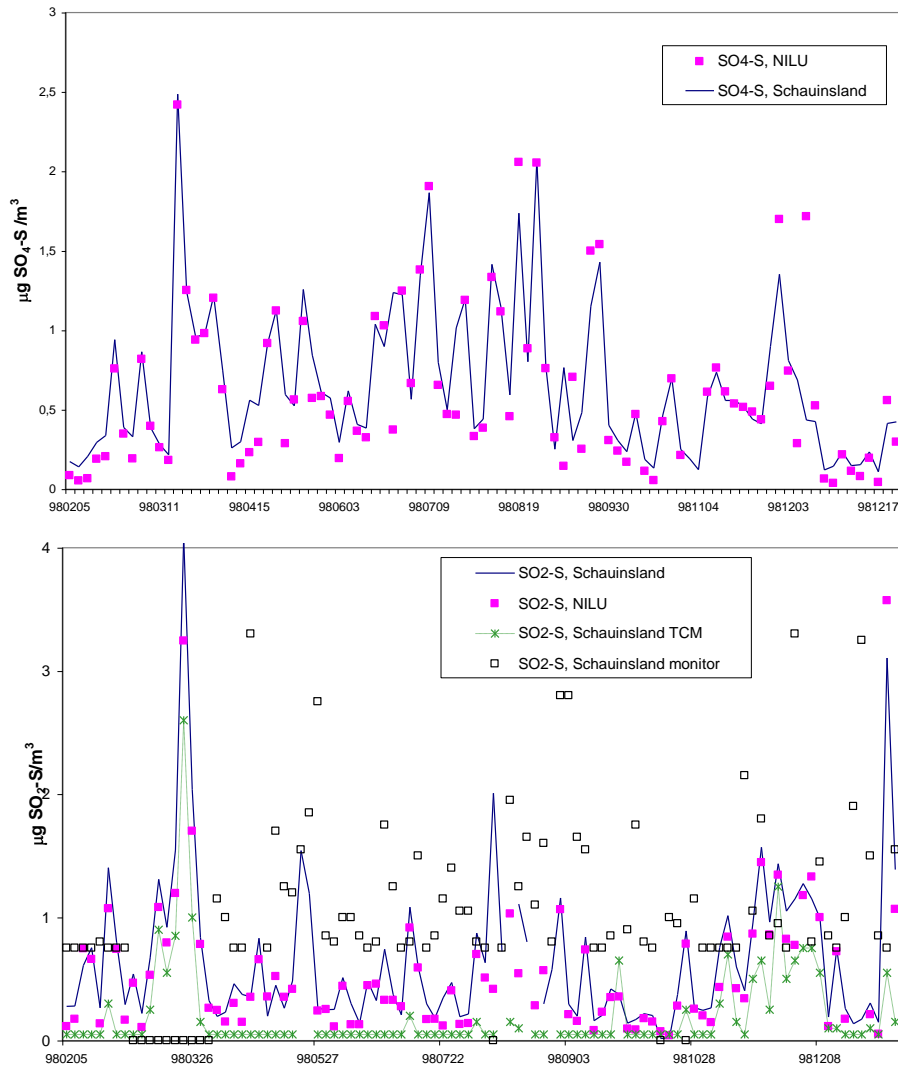 3
2,5
2
1,5
1
0,5
0
µg SO4-S /m³
SO4-S, NILU
SO4-S, Schauinsland
980205 980311 980415 980603 980709 980819 980930 981104 981203 981217
4
3
2
1
0
µg SO2-S/m³
SO2-S, Schauinsland
SO2-S, NILU
SO2-S, Schauinsland TCM
SO2-S, Schauinsland monitor
980205 980326 980527 980722 980903 981028 981208